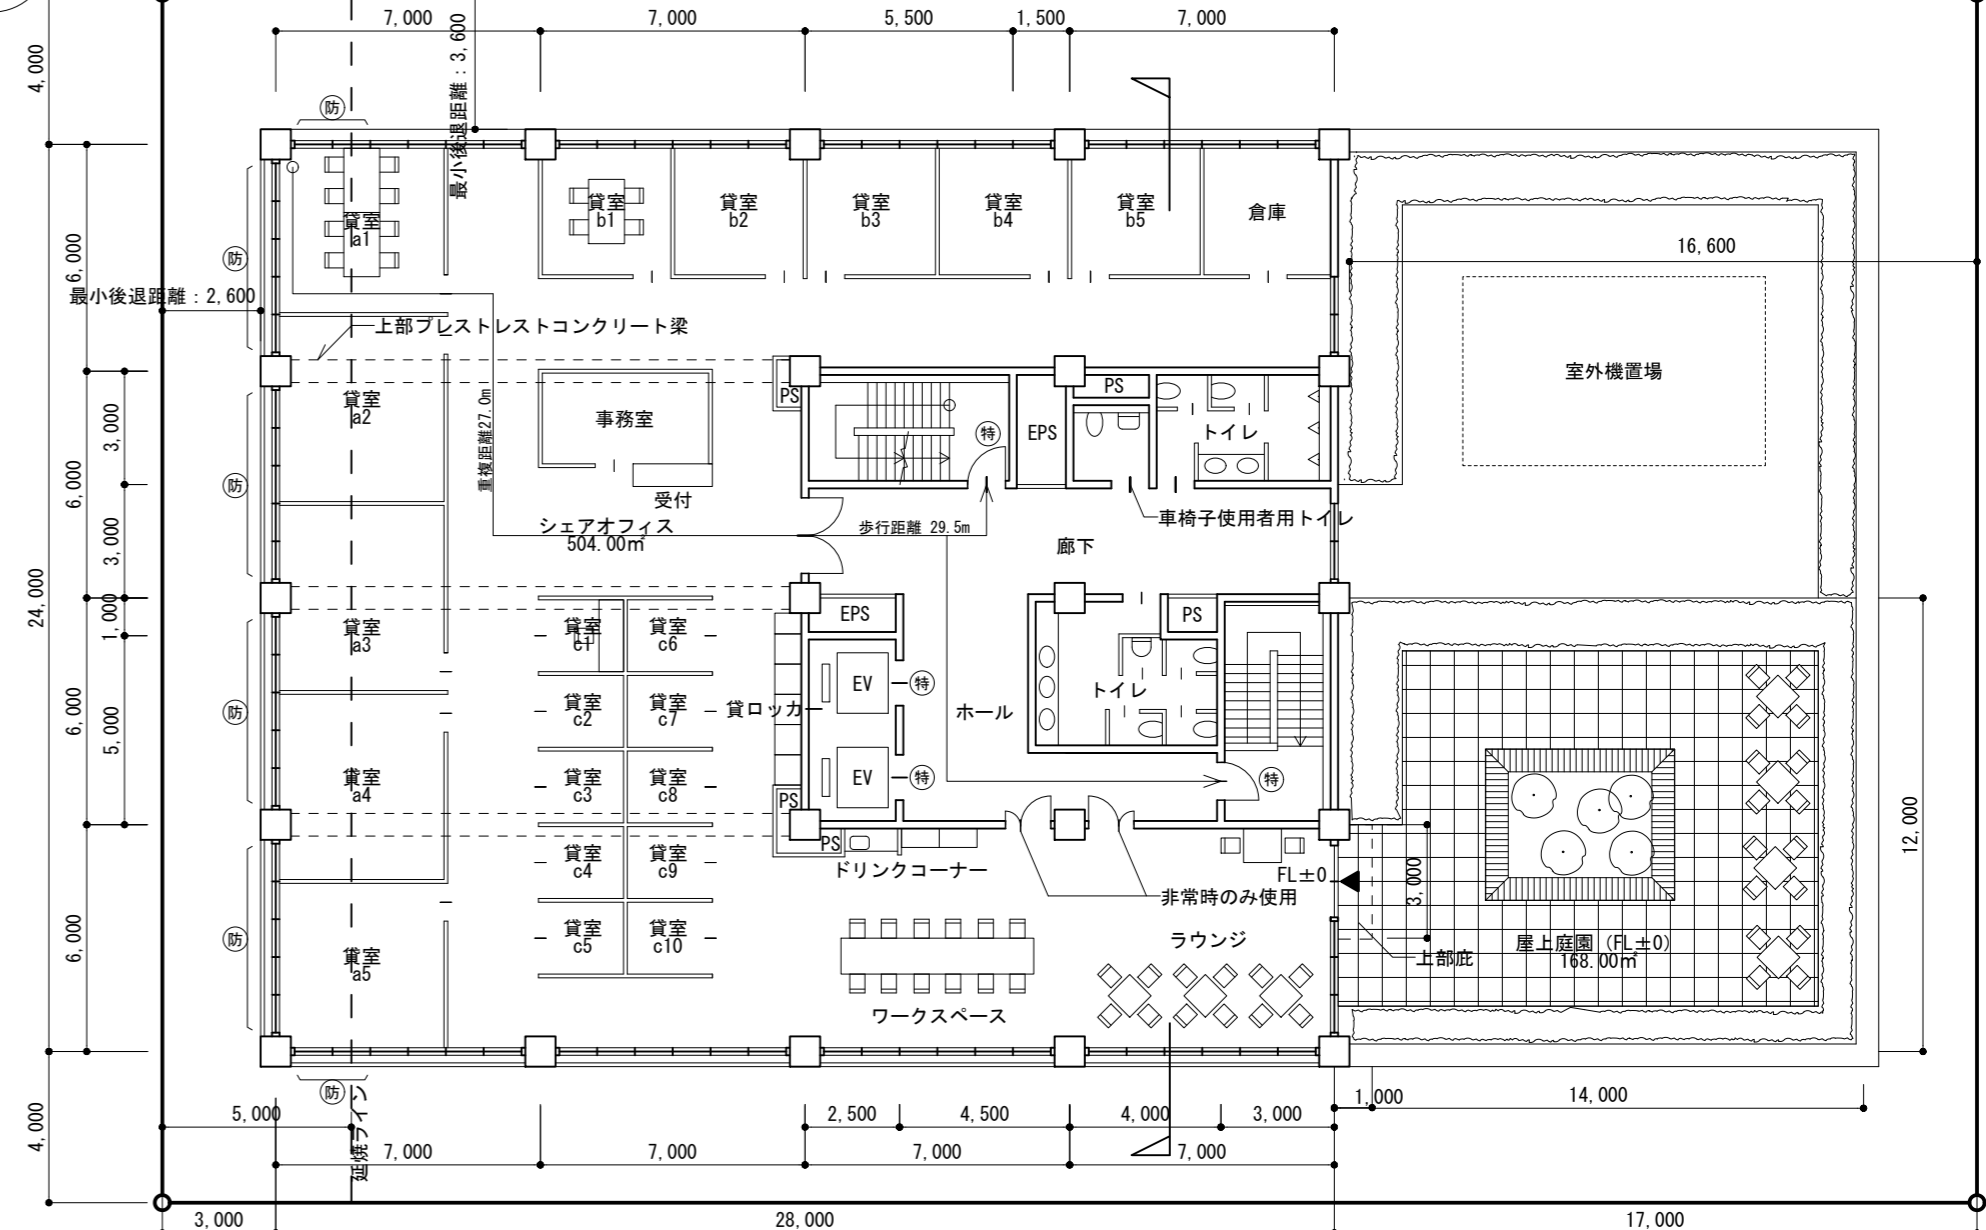 7,000
7,000
5,500
1,500
7,000
4,000
最小後退距離：3,600
防
貸室
a1
貸室
b1
貸室
b2
貸室
b3
貸室
b4
貸室
b5
倉庫
16,600
6,000
防
最小後退距離：2,600
上部プレストレストコンクリート梁
室外機置場
貸室
a2
事務室
PS
PS
3,000
重複距離27.0m
特
EPS
トイレ
6,000
防
受付
車椅子使用者用トイレ
シェアオフィス
504.00㎡
歩行距離 29.5m
廊下
3,000
24,000
1,000
EPS
PS
貸室
a3
貸室
c1
貸室
c6
EV
特
トイレ
6,000
5,000
防
貸室
c2
貸室
c7
貸ロッカー
ホール
貸室
a4
貸室
c3
貸室
c8
EV
特
特
PS
PS
12,000
貸室
c4
貸室
c9
ドリンクコーナー
FL±0
3,000
非常時のみ使用
6,000
防
貸室
c5
貸室
c10
ラウンジ
屋上庭園（FL±0）
168.00㎡
上部庇
貸室
a5
ワークスペース
防
4,000
延焼ライン
5,000
2,500
4,500
4,000
3,000
1,000
14,000
7,000
7,000
7,000
7,000
3,000
28,000
17,000